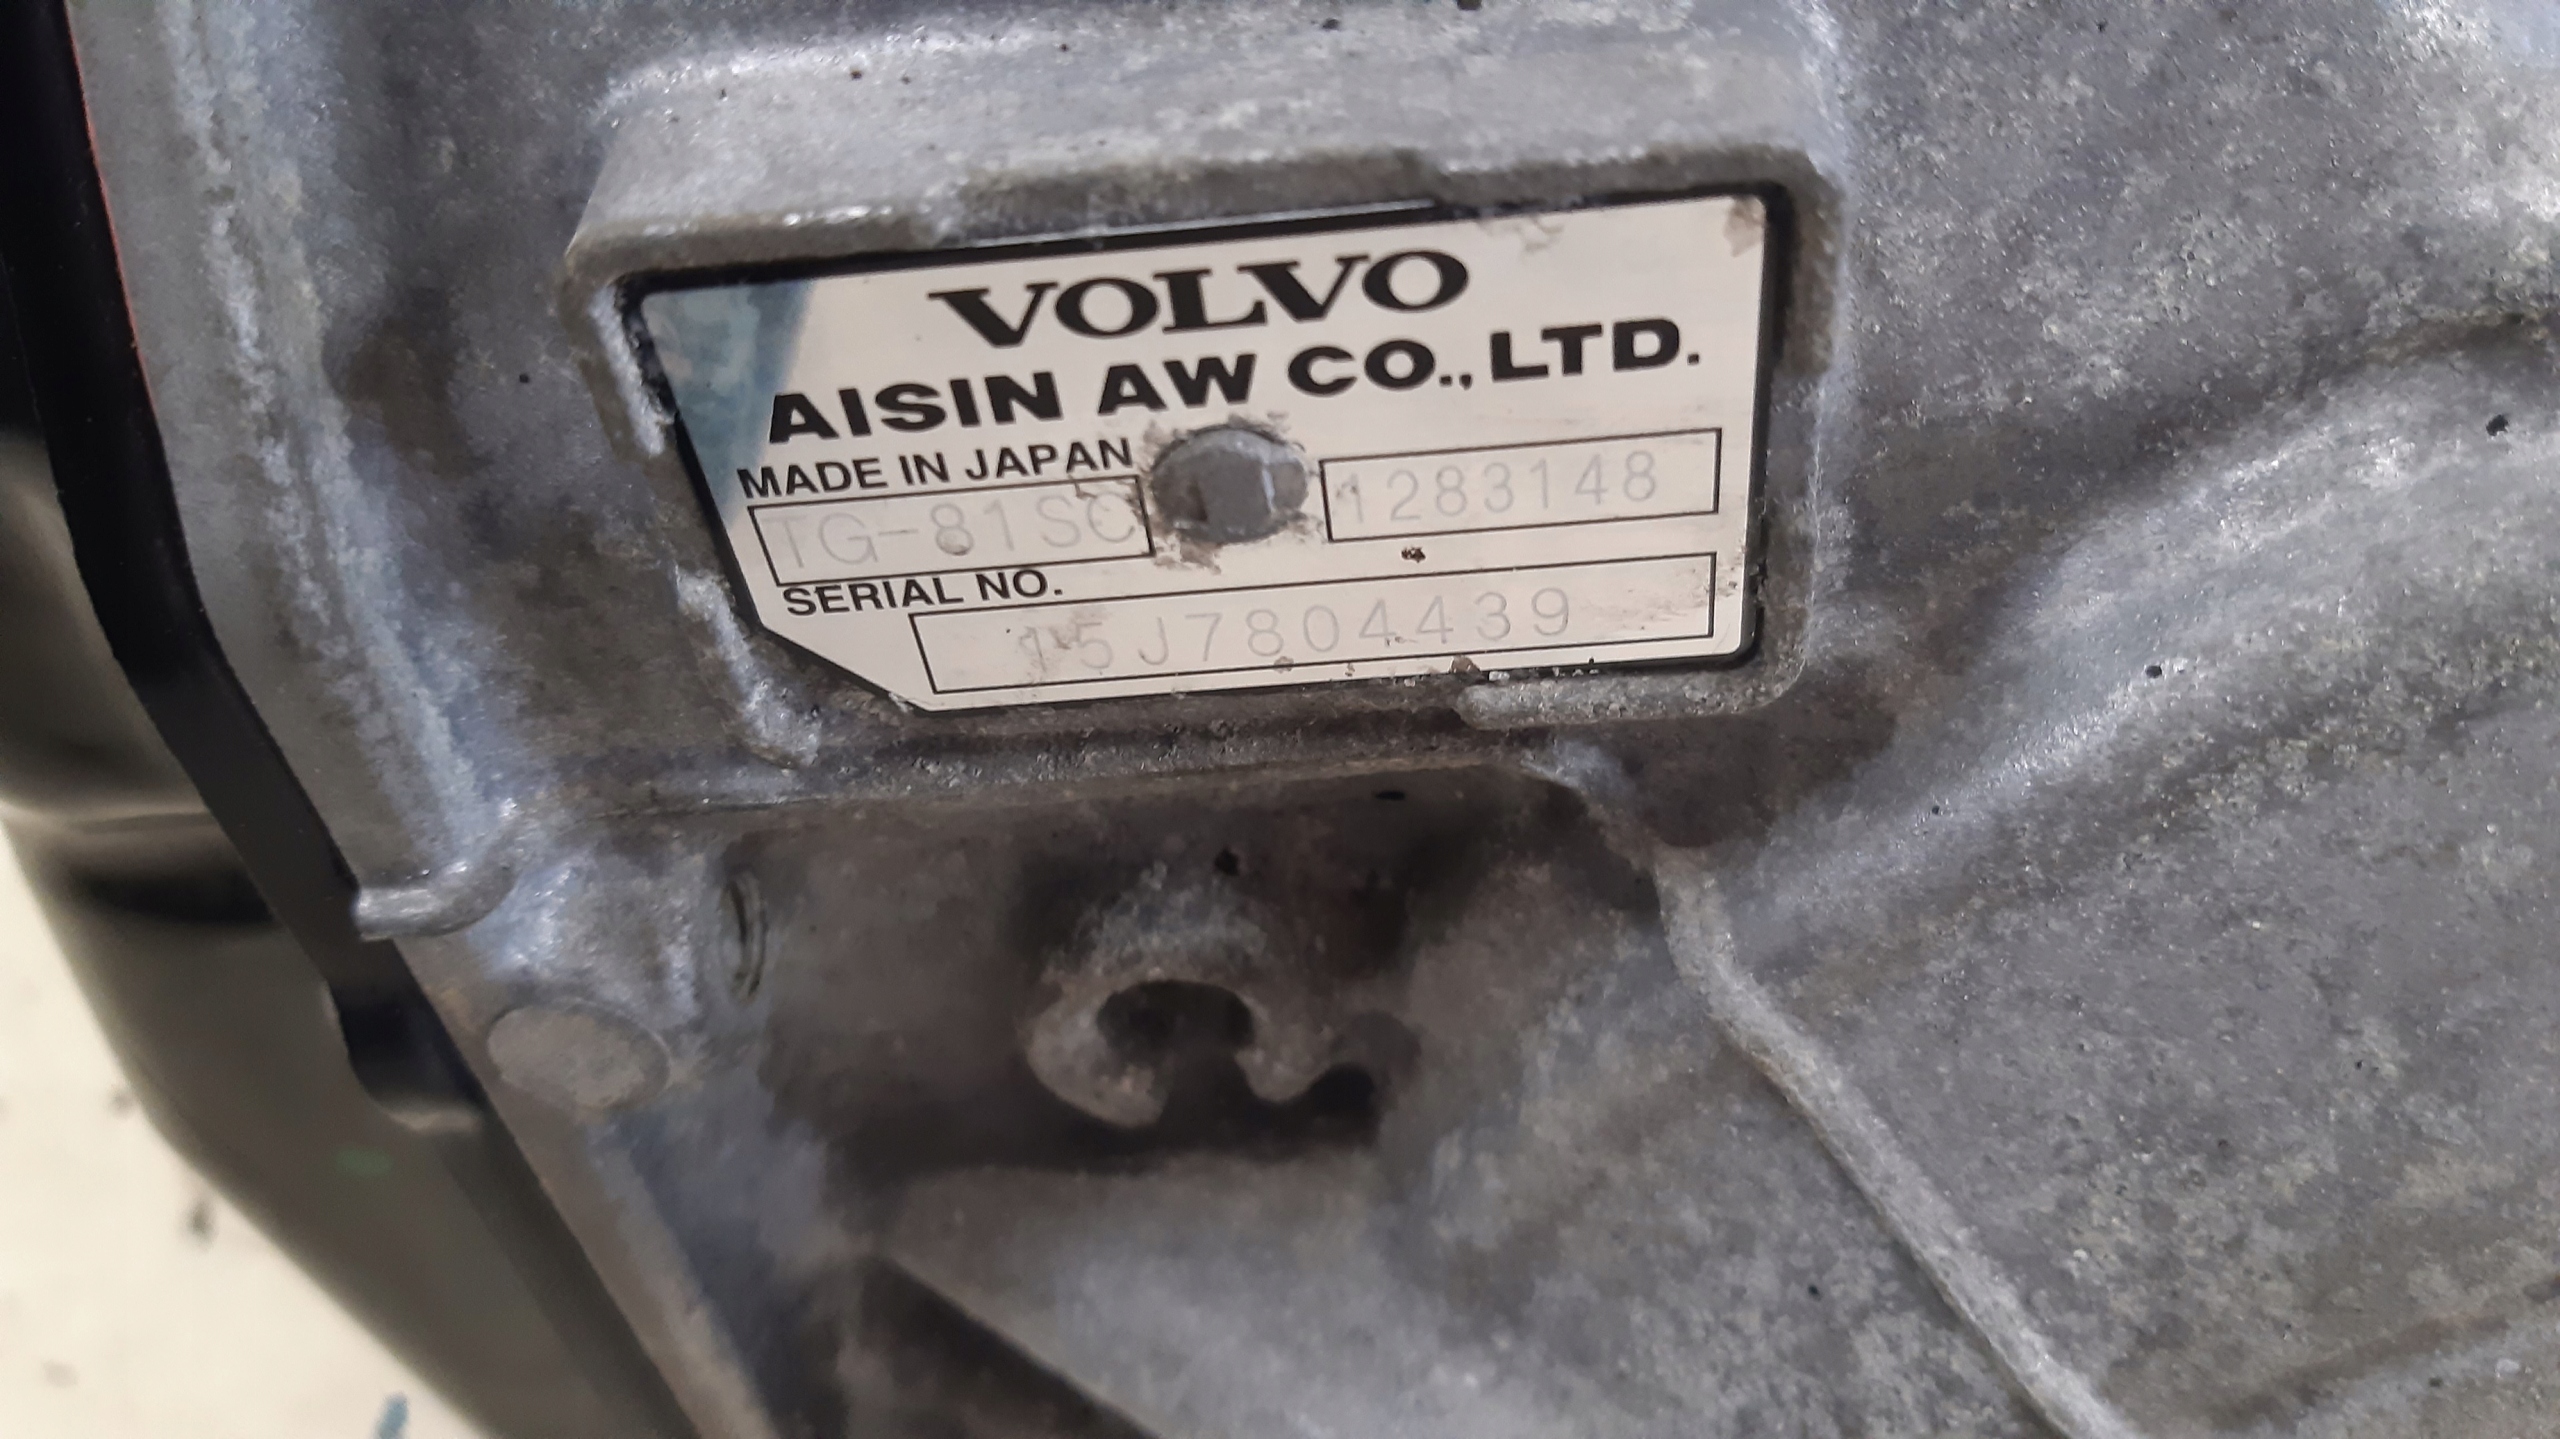 VOLVO
AISIN AW CO., LTD.
MADE IN JAPAN
TG-81SC 1283148
SERIAL NO.
15J7804439